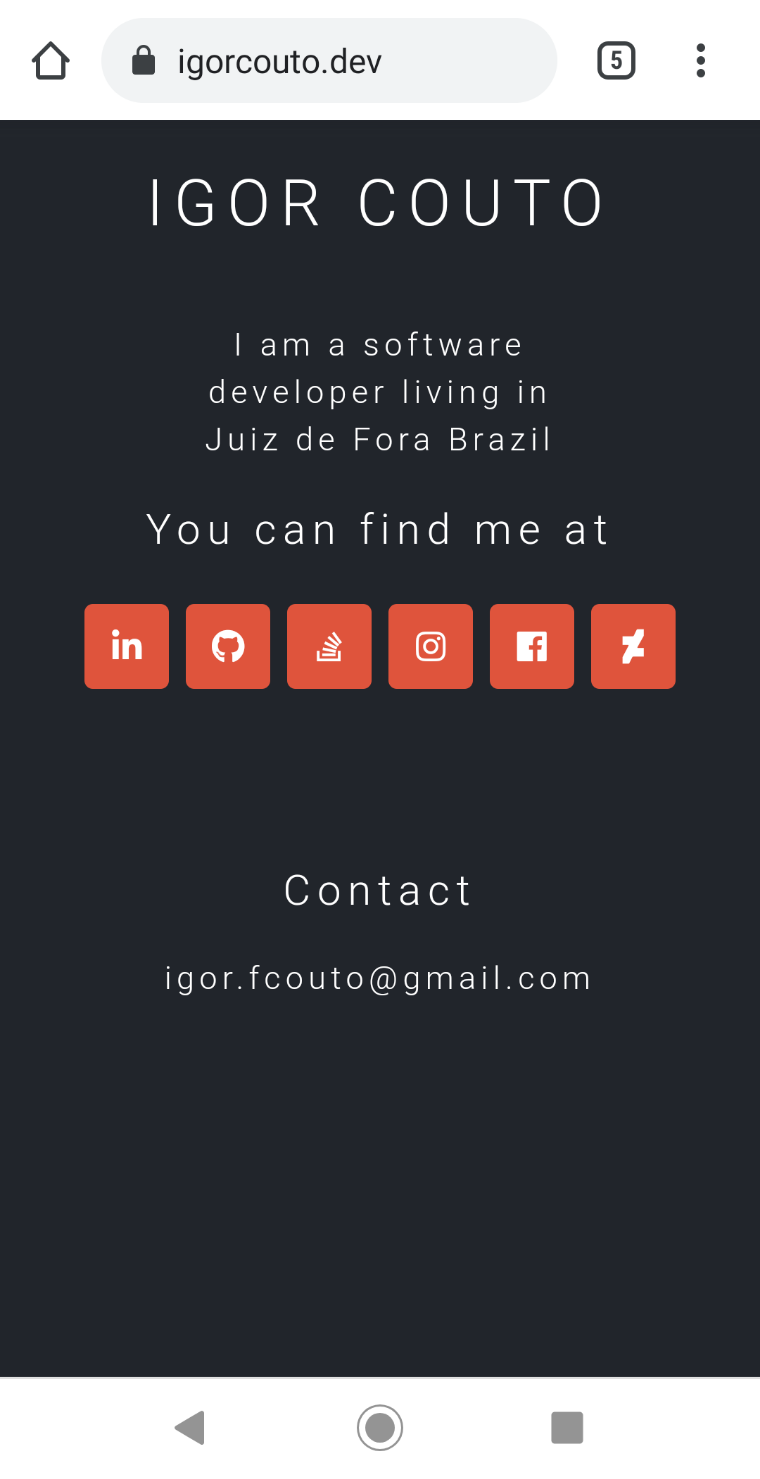 igorcouto.dev
5
IGOR COUTO
I am a software
developer living in
Juiz de Fora Brazil
You can find me at
in
Contact
igor.fcouto@gmail.com